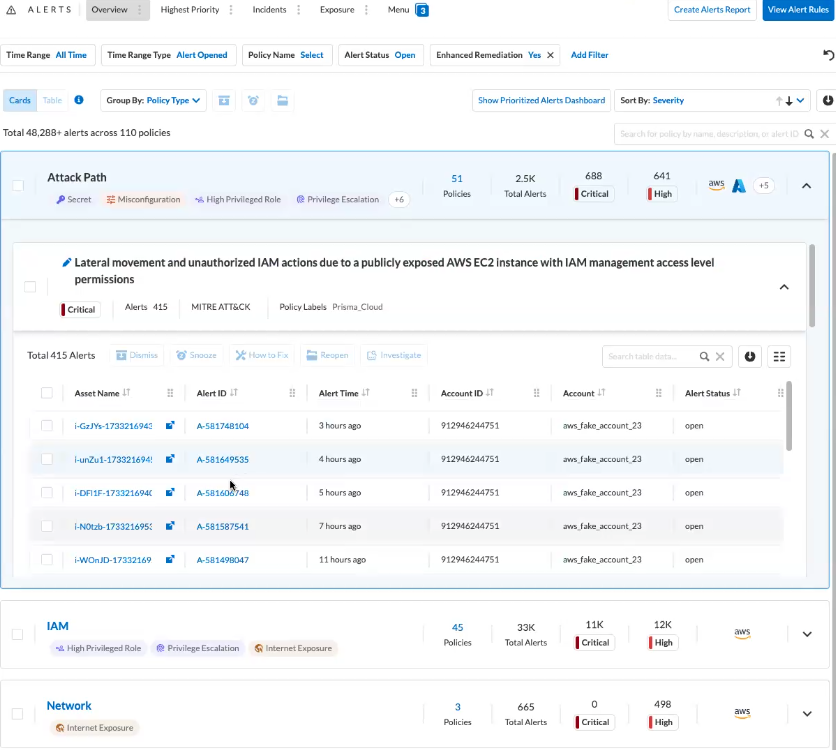 ALERTS Overview Highest Priority Incidents Exposure Menu 3 Create Alerts Report View Alert Rules
Time Range All Time Time Range Type Alert Opened Policy Name Select Alert Status Open Enhanced Remediation Yes Add Filter
Cards Table Group By: Policy Type Show Prioritized Alerts Dashboard Sort By: Severity
Total 48,288+ alerts across 110 policies Search for policy by name, description, or alert ID
Attack Path 51 2.5K 688 641 aws +5
Secret Misconfiguration High Privileged Role Privilege Escalation +6 Policies Total Alerts Critical High
Lateral movement and unauthorized IAM actions due to a publicly exposed AWS EC2 instance with IAM management access level
permissions
Critical Alerts 415 MITRE ATT&CK Policy Labels Prisma_Cloud
Total 415 Alerts Dismiss Snooze How to Fix Reopen Investigate Search table data...
Asset Name Alert ID Alert Time Account ID Account Alert Status
i-GzJYs-1733216943 A-581748104 3 hours ago 912946244751 aws_fake_account_23 open
i-unZu1-173321694 A-581649535 4 hours ago 912946244751 aws_fake_account_23 open
i-DFl1F-173321694 A-581606748 5 hours ago 912946244751 aws_fake_account_23 open
i-N0tzb-173321695 A-581587541 7 hours ago 912946244751 aws_fake_account_23 open
i-WOnJD-17332169 A-581498047 11 hours ago 912946244751 aws_fake_account_23 open
IAM 45 33K 11K 12K aws
High Privileged Role Privilege Escalation Internet Exposure Policies Total Alerts Critical High
Network 3 665 0 498 aws
Internet Exposure Policies Total Alerts Critical High